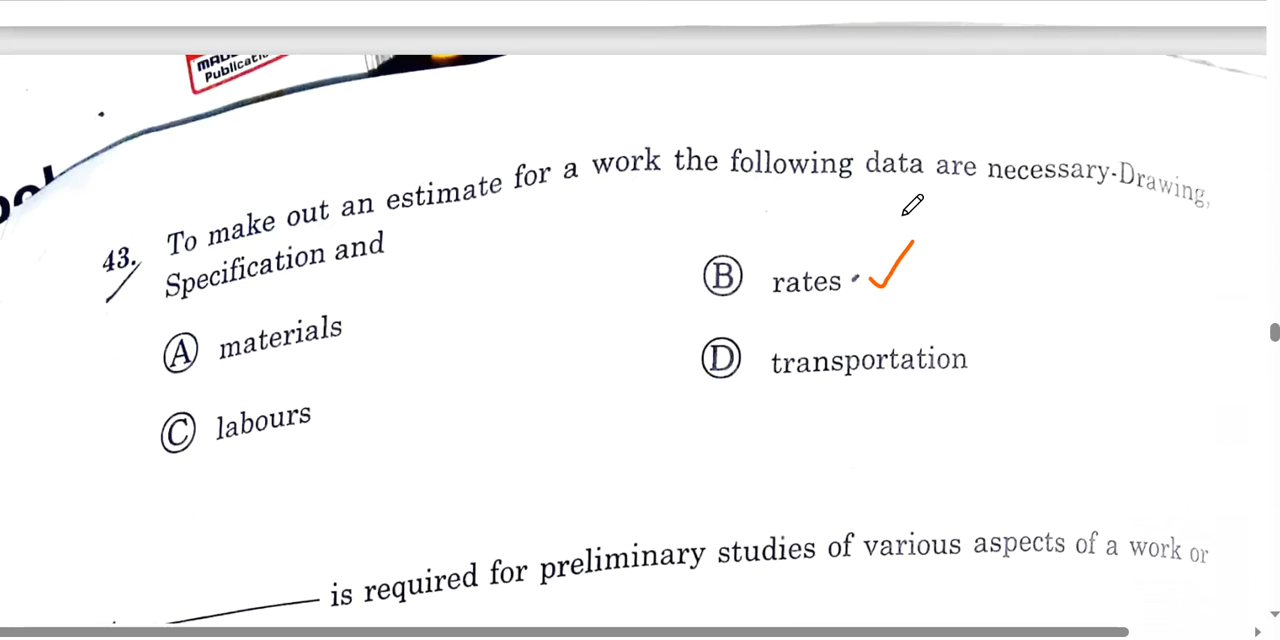 Publicati
43. To make out an estimate for a work the following data are necessary-Drawing,
Specification and
A materials
B rates
C labours
D transportation
is required for preliminary studies of various aspects of a work or